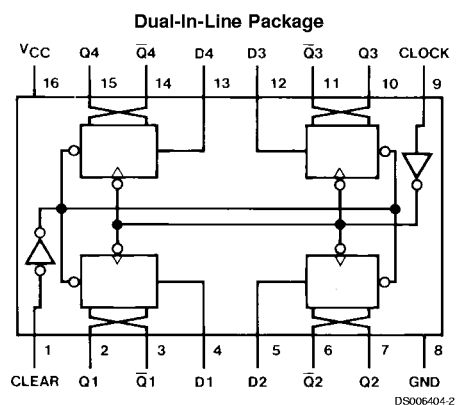 Dual-In-Line Package
VCC Q4 Q̅4 D4 D3 Q̅3 Q3 CLOCK
16 15 14 13 12 11 10 9
1 2 3 4 5 6 7 8
CLEAR Q1 Q̅1 D1 D2 Q̅2 Q2 GND
DS006404-2